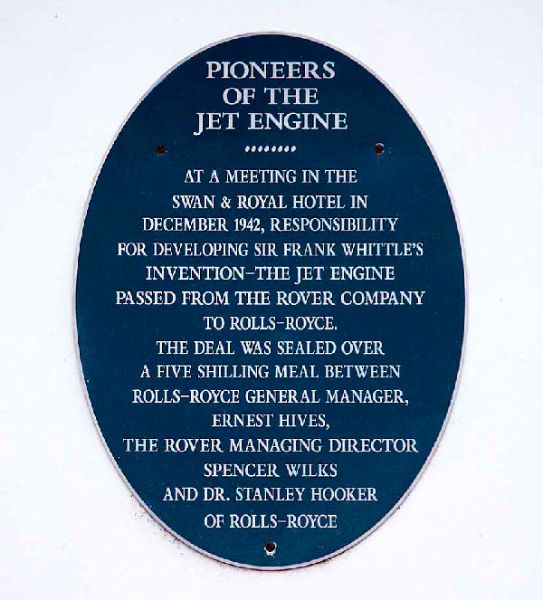 PIONEERS
OF THE
JET ENGINE
AT A MEETING IN THE
SWAN & ROYAL HOTEL IN
DECEMBER 1942, RESPONSIBILITY
FOR DEVELOPING SIR FRANK WHITTLE'S
INVENTION–THE JET ENGINE
PASSED FROM THE ROVER COMPANY
TO ROLLS–ROYCE.
THE DEAL WAS SEALED OVER
A FIVE SHILLING MEAL BETWEEN
ROLLS–ROYCE GENERAL MANAGER,
ERNEST HIVES,
THE ROVER MANAGING DIRECTOR
SPENCER WILKS
AND DR. STANLEY HOOKER
OF ROLLS–ROYCE